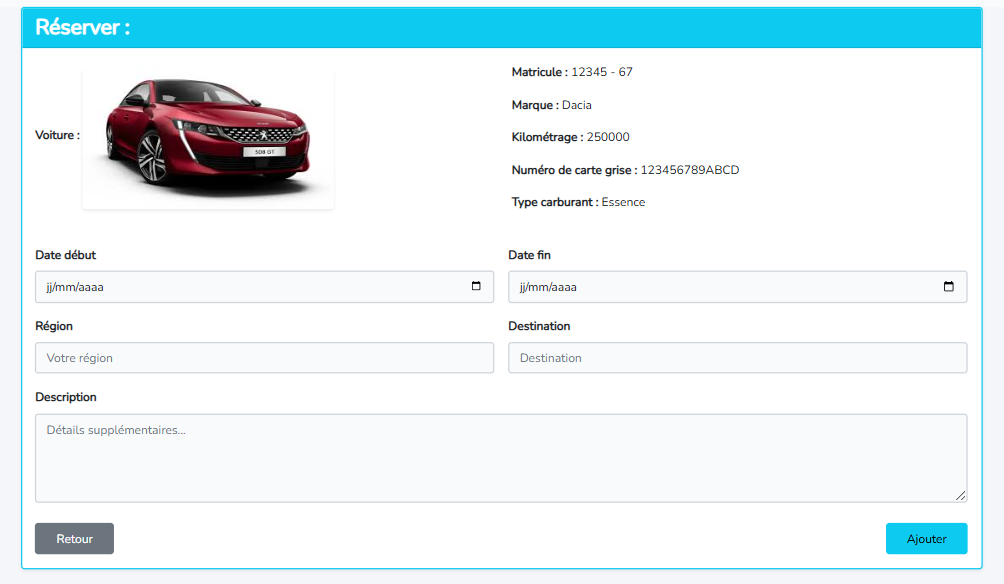 Réserver :
Voiture :
508 GT
Matricule : 12345 - 67
Marque : Dacia
Kilométrage : 250000
Numéro de carte grise : 123456789ABCD
Type carburant : Essence
Date début
Date fin
jj/mm/aaaa
jj/mm/aaaa
Région
Destination
Votre région
Destination
Description
Détails supplémentaires...
Retour
Ajouter